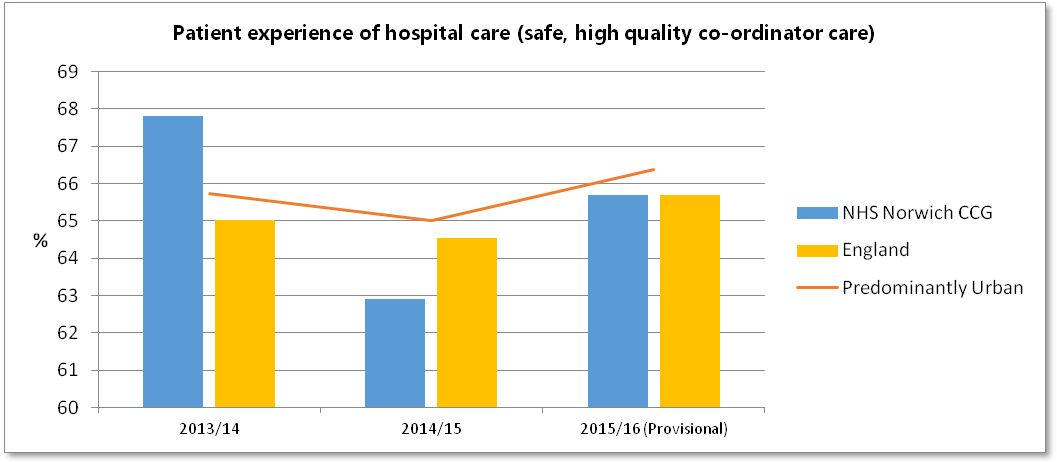 Patient experience of hospital care (safe, high quality co-ordinator care)
69
68
67
66
65
64
63
62
61
60
%
2013/14
2014/15
2015/16 (Provisional)
NHS Norwich CCG
England
Predominantly Urban